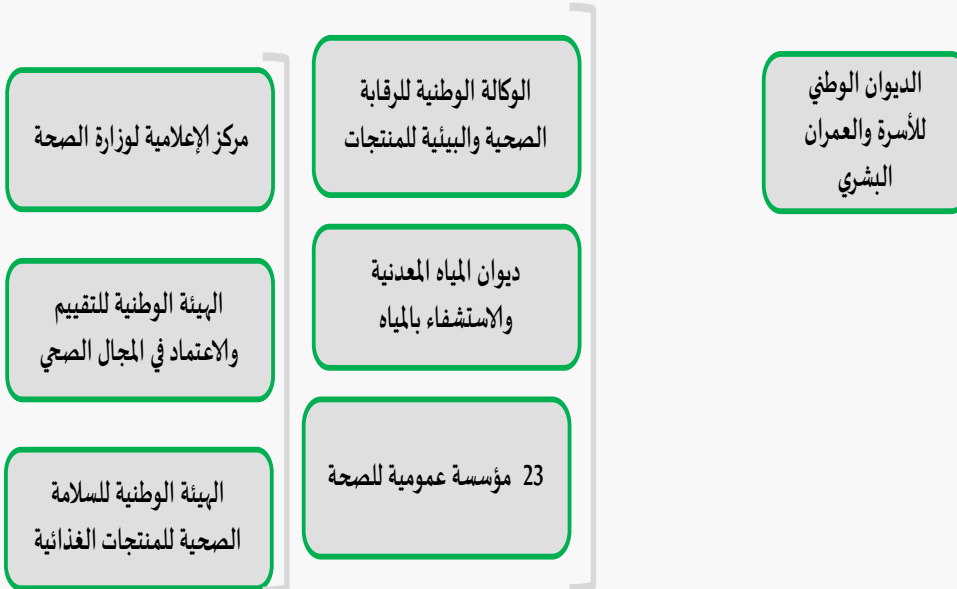 الديوان الوطني
للأسرة والعمران
البشري
الوكالة الوطنية للرقابة
الصحية والبيئية للمنتجات
ديوان المياه المعدنية
والاستشفاء بالمياه
23 مؤسسة عمومية للصحة
مركز الإعلامية لوزارة الصحة
الهيئة الوطنية للتقييم
والاعتماد في المجال الصحي
الهيئة الوطنية للسلامة
الصحية للمنتجات الغذائية